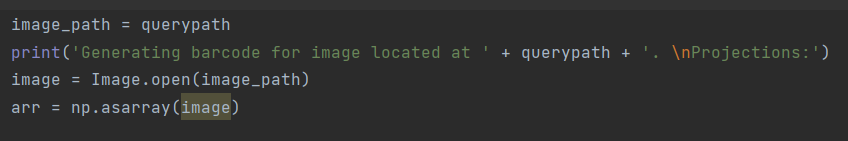 image_path = querypath
print('Generating barcode for image located at ' + querypath + '. \nProjections:')
image = Image.open(image_path)
arr = np.asarray(image)